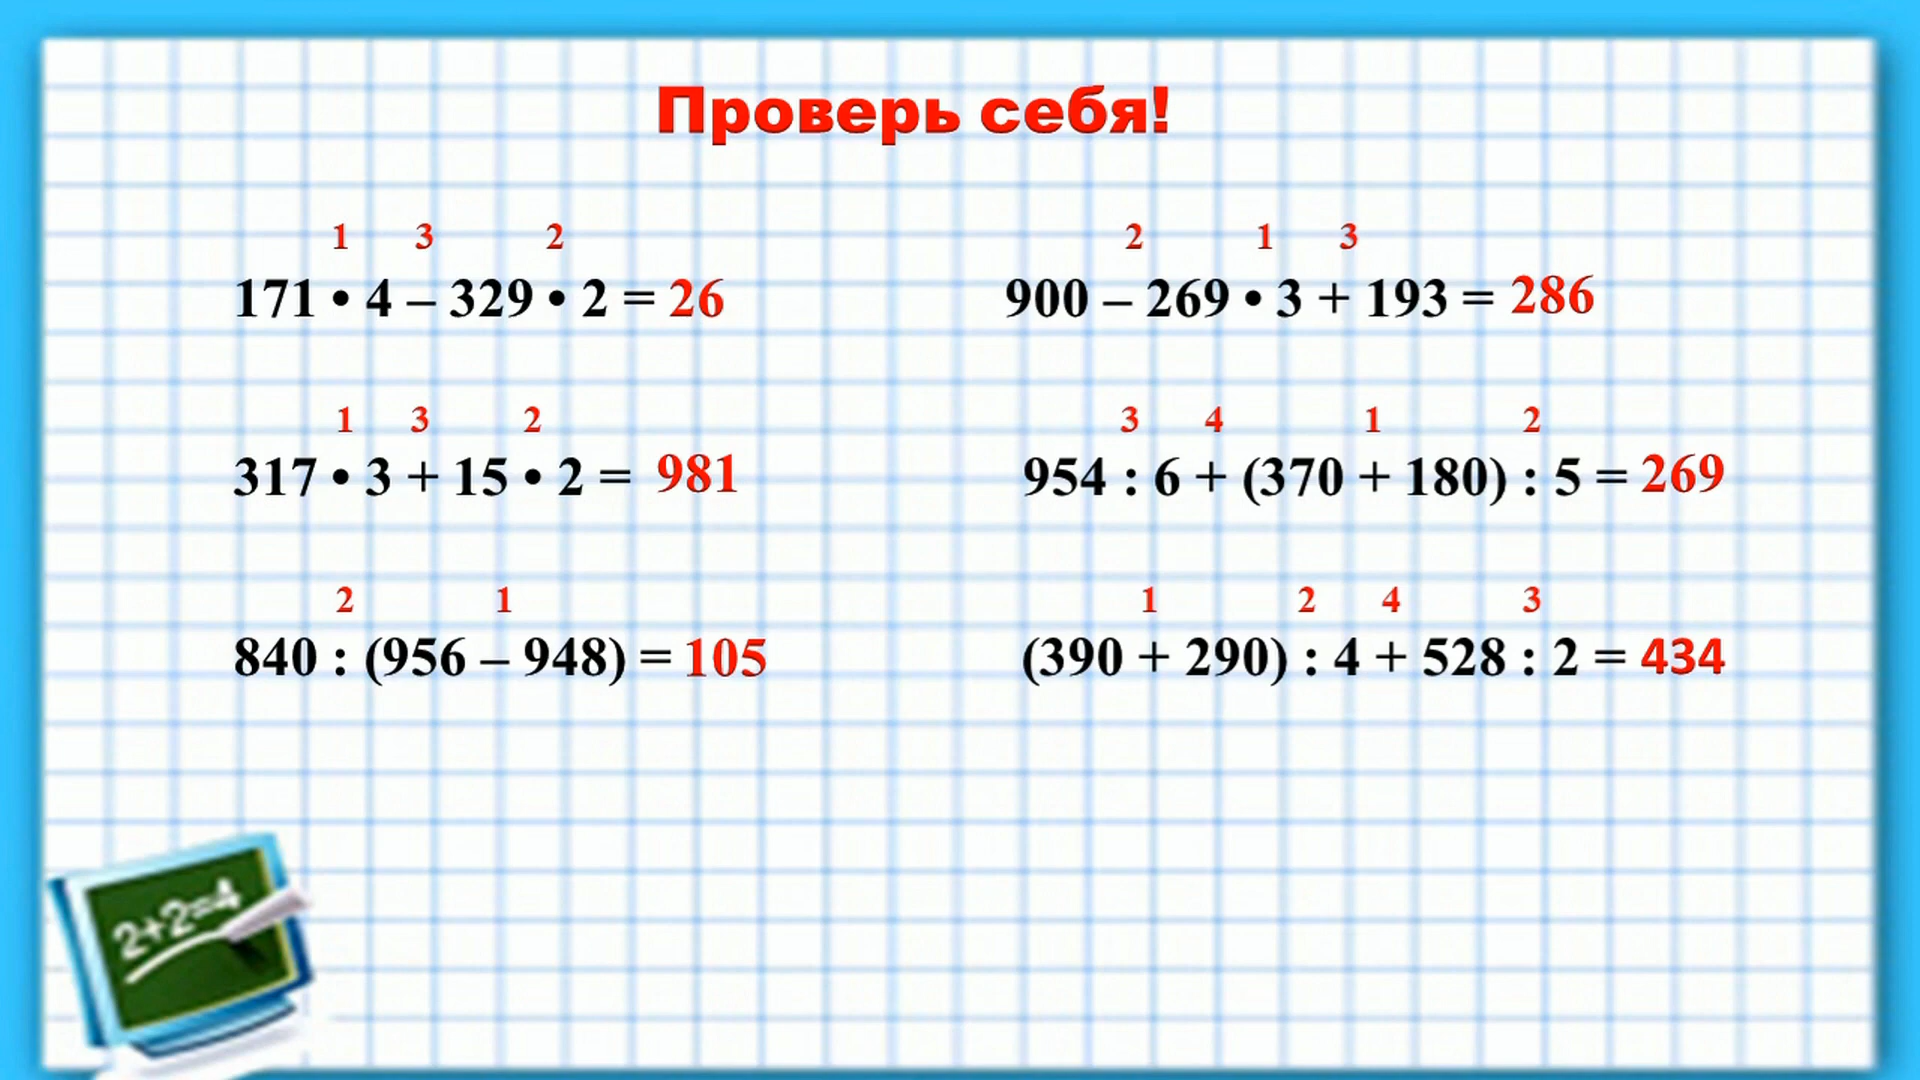 Проверь себя!
1 3 2
171 • 4 – 329 • 2 = 26
2 1 3
900 – 269 • 3 + 193 = 286
1 3 2
317 • 3 + 15 • 2 = 981
3 4 1 2
954 : 6 + (370 + 180) : 5 = 269
2 1
840 : (956 – 948) = 105
1 2 4 3
(390 + 290) : 4 + 528 : 2 = 434
2+2=4